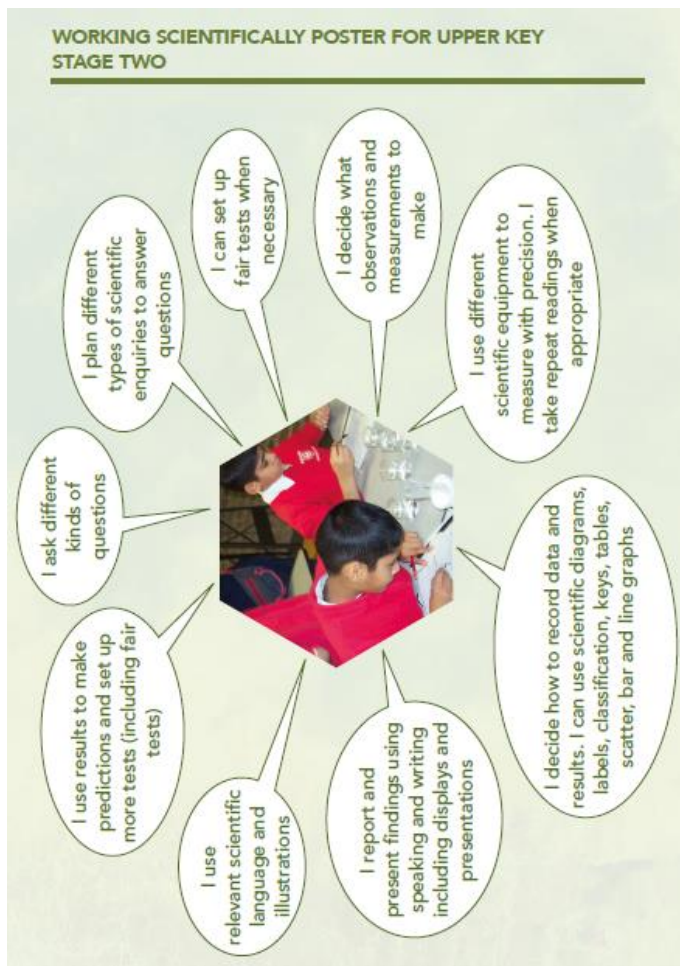 WORKING SCIENTIFICALLY POSTER FOR UPPER KEY
STAGE TWO
I ask different
kinds of
questions
I plan different
types of scientific
enquiries to answer
questions
I can set up
fair tests when
necessary
I decide what
observations and
measurements to
make
I use different
scientific equipment to
measure with precision. I
take repeat readings when
appropriate
I decide how to record data and
results. I can use scientific diagrams,
labels, classification, keys, tables,
scatter, bar and line graphs
I report and
present findings using
speaking and writing
including displays and
presentations
I use
relevant scientific
language and
illustrations
I use results to make
predictions and set up
more tests (including fair
tests)